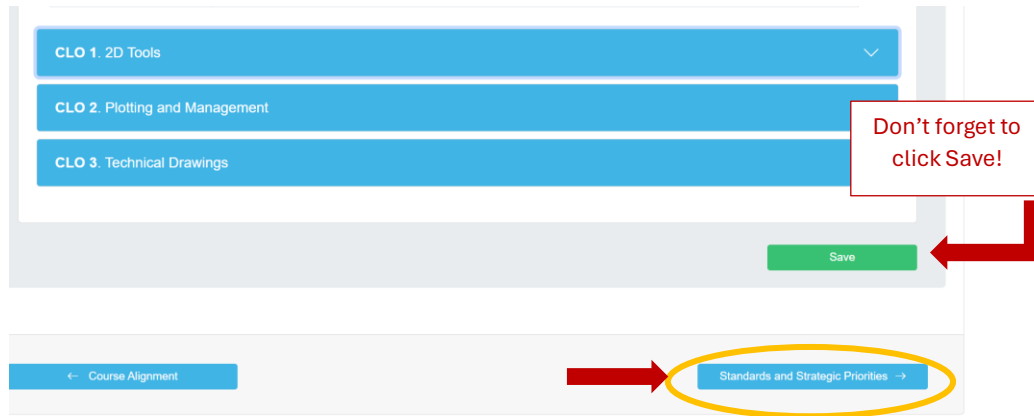 CLO 1. 2D Tools
CLO 2. Plotting and Management
Don't forget to
click Save!
CLO 3. Technical Drawings
Save
← Course Alignment
Standards and Strategic Priorities →